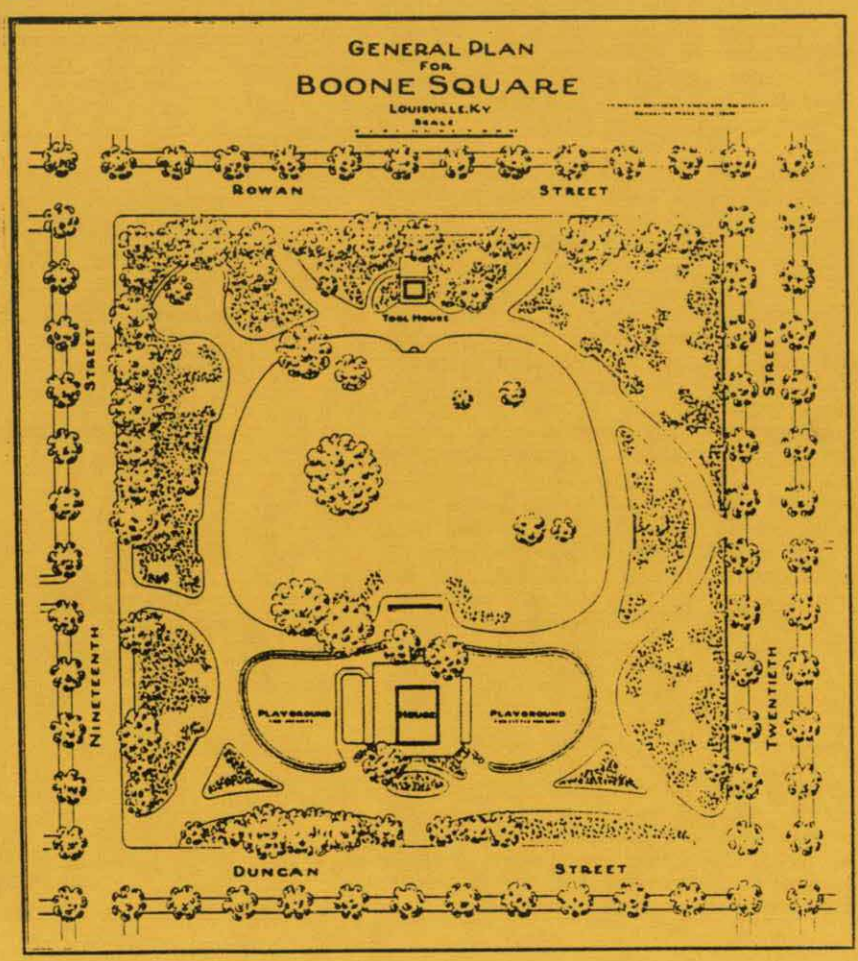 GENERAL PLAN
FOR
BOONE SQUARE
LOUISVILLE, KY
SCALE
ROWAN STREET
TOOL HOUSE
STREET
NINETEENTH
STREET
TWENTIETH
PLAYGROUND
HOUSE
PLAYGROUND
DUNCAN STREET